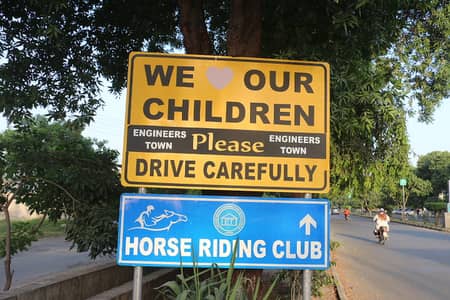 WE OUR
CHILDREN
ENGINEERS TOWN Please ENGINEERS TOWN
DRIVE CAREFULLY
HORSE RIDING CLUB